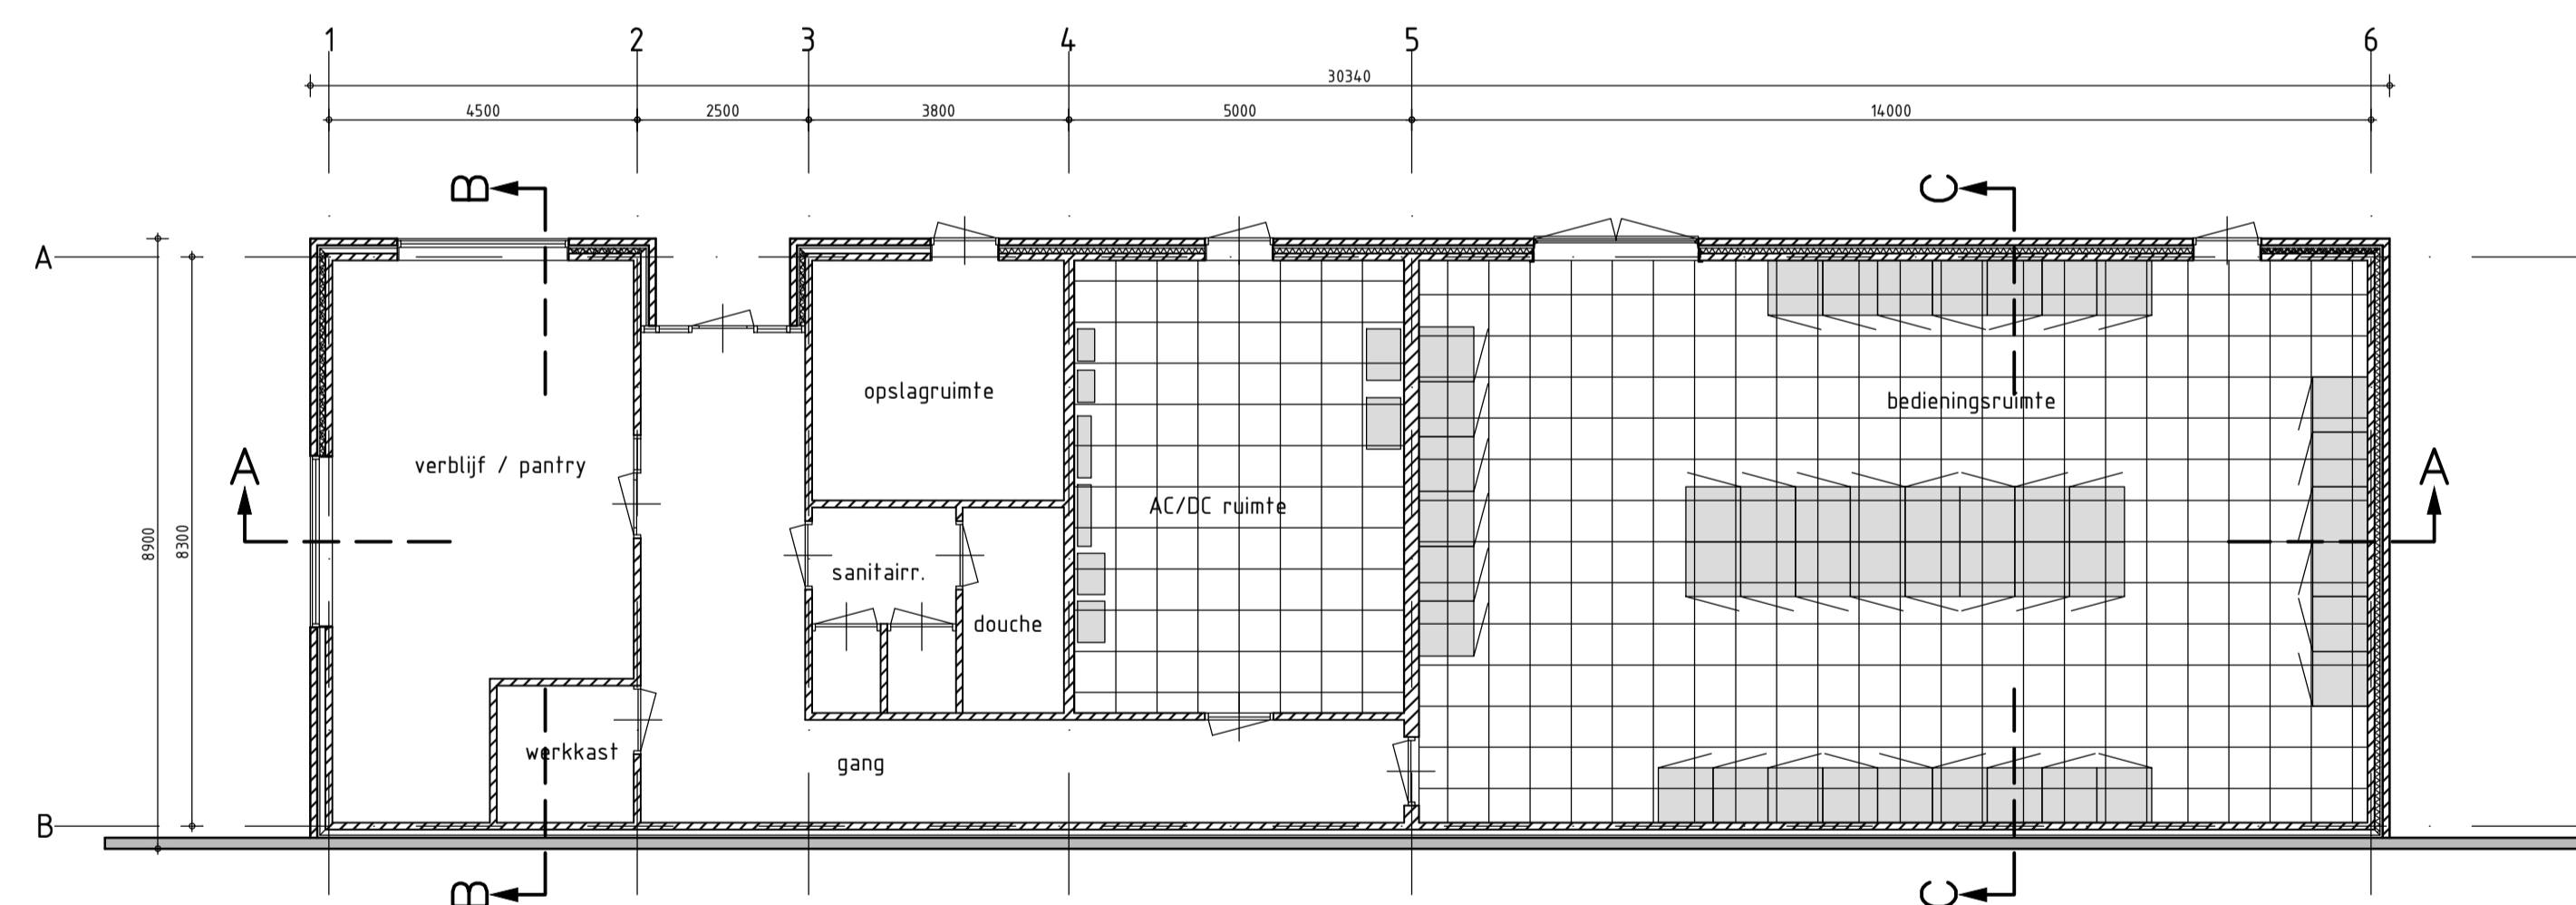 1 2 3 4 5 6
30340
4500 2500 3800 5000 14000
B C
A
opslagruimte bedieningsruimte
A verblijf / pantry A
AC/DC ruimte
8900 8300
sanitairr.
douche
werkkast
gang
B
B C